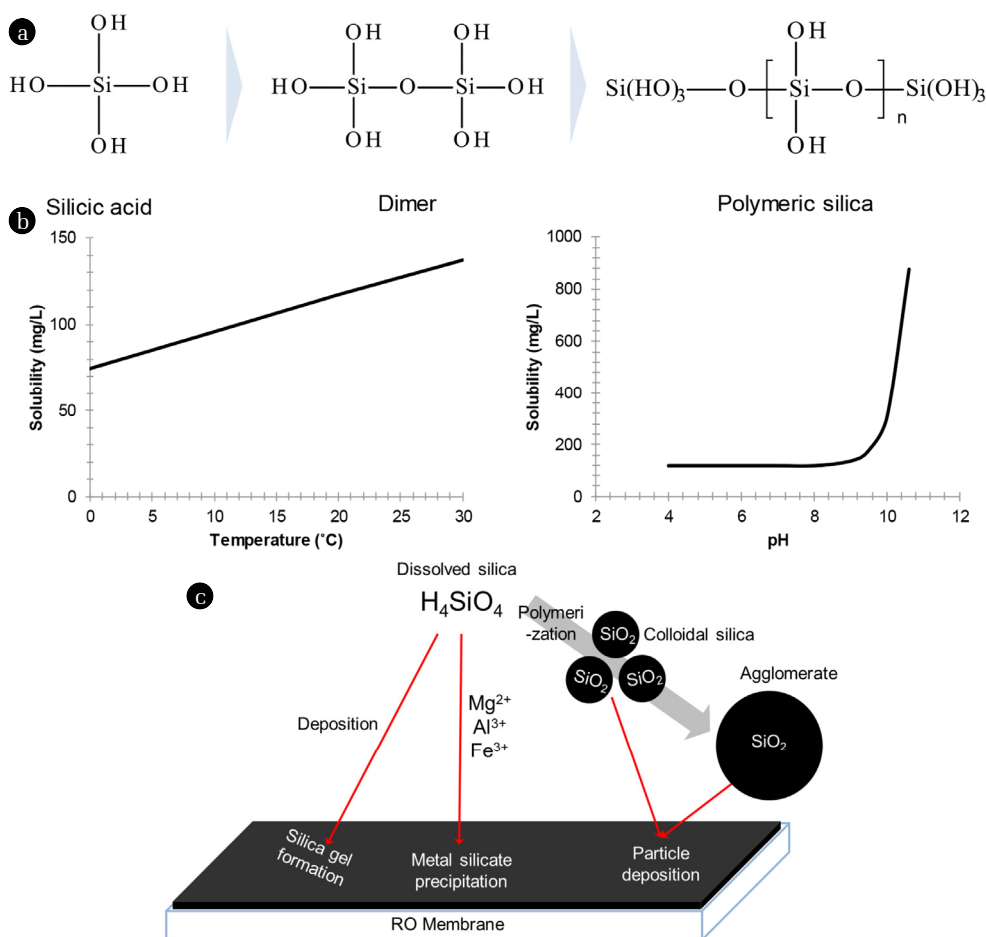 a
OH
OH
OH
OH
HO Si OH
HO Si O Si OH
Si(HO)3 O Si O Si(OH)3
n
OH
OH
OH
OH
b
Silicic acid
Dimer
Polymeric silica
Solubility (mg/L)
150
100
50
0
0 5 10 15 20 25 30
Temperature (˚C)
Solubility (mg/L)
1000
800
600
400
200
0
2 4 6 8 10 12
pH
c
Dissolved silica
H4SiO4
Polymeri
-zation
SiO2
SiO2
SiO2
Colloidal silica
Agglomerate
SiO2
Deposition
Mg2+
Al3+
Fe3+
Silica gel
formation
Metal silicate
precipitation
Particle
deposition
RO Membrane